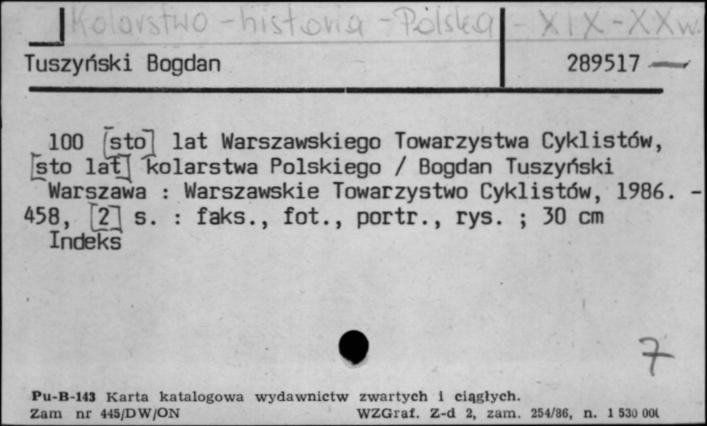 Kolarstwo - historia - Polska - XIX-XX w.
Tuszyński Bogdan 289517 —
100 [sto] lat Warszawskiego Towarzystwa Cyklistów,
[sto lat] kolarstwa Polskiego / Bogdan Tuszyński
Warszawa : Warszawskie Towarzystwo Cyklistów, 1986. -
458, [2] s. : faks., fot., portr., rys. ; 30 cm
Indeks
7
Pu-B-143 Karta katalogowa wydawnictw zwartych i ciągłych.
Zam nr 445/DW/ON WZGraf. Z-d 2, zam. 254/86, n. 1 530 000